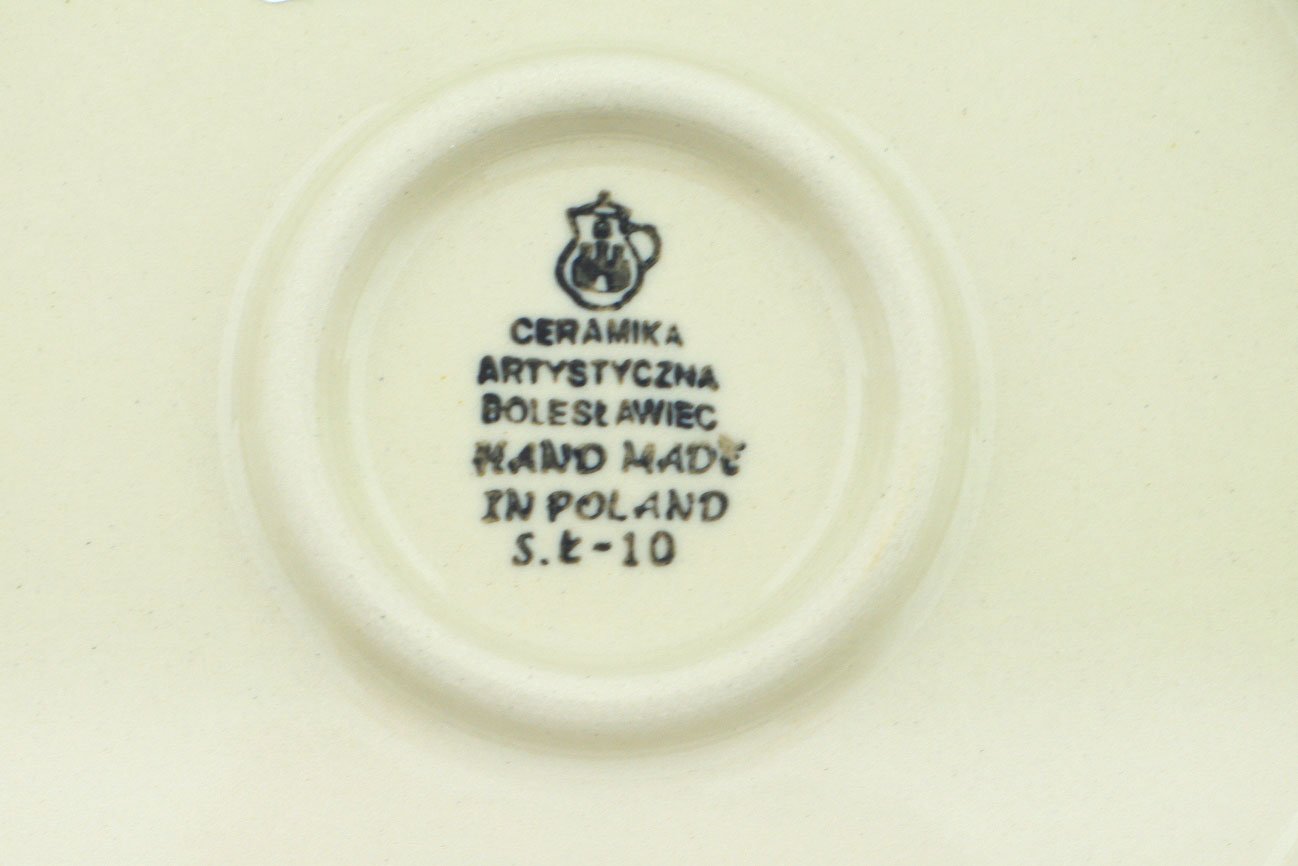 CERAMIKA
ARTYSTYCZNA
BOLESŁAWIEC
HAND MADE
IN POLAND
S.Ł-10